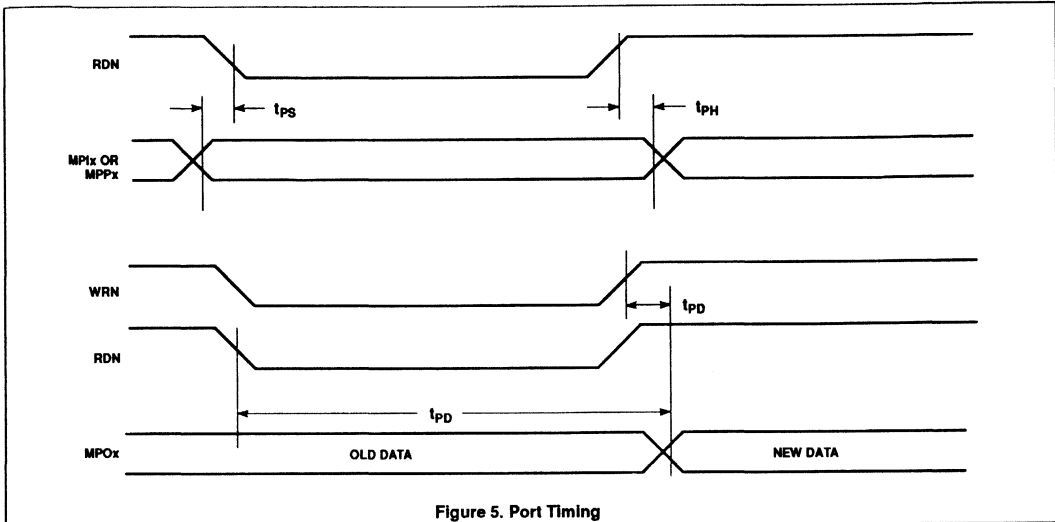 RDN
tPS
tPH
MPIx OR
MPPx
WRN
tPD
RDN
tPD
MPOx
OLD DATA
NEW DATA
Figure 5. Port Timing